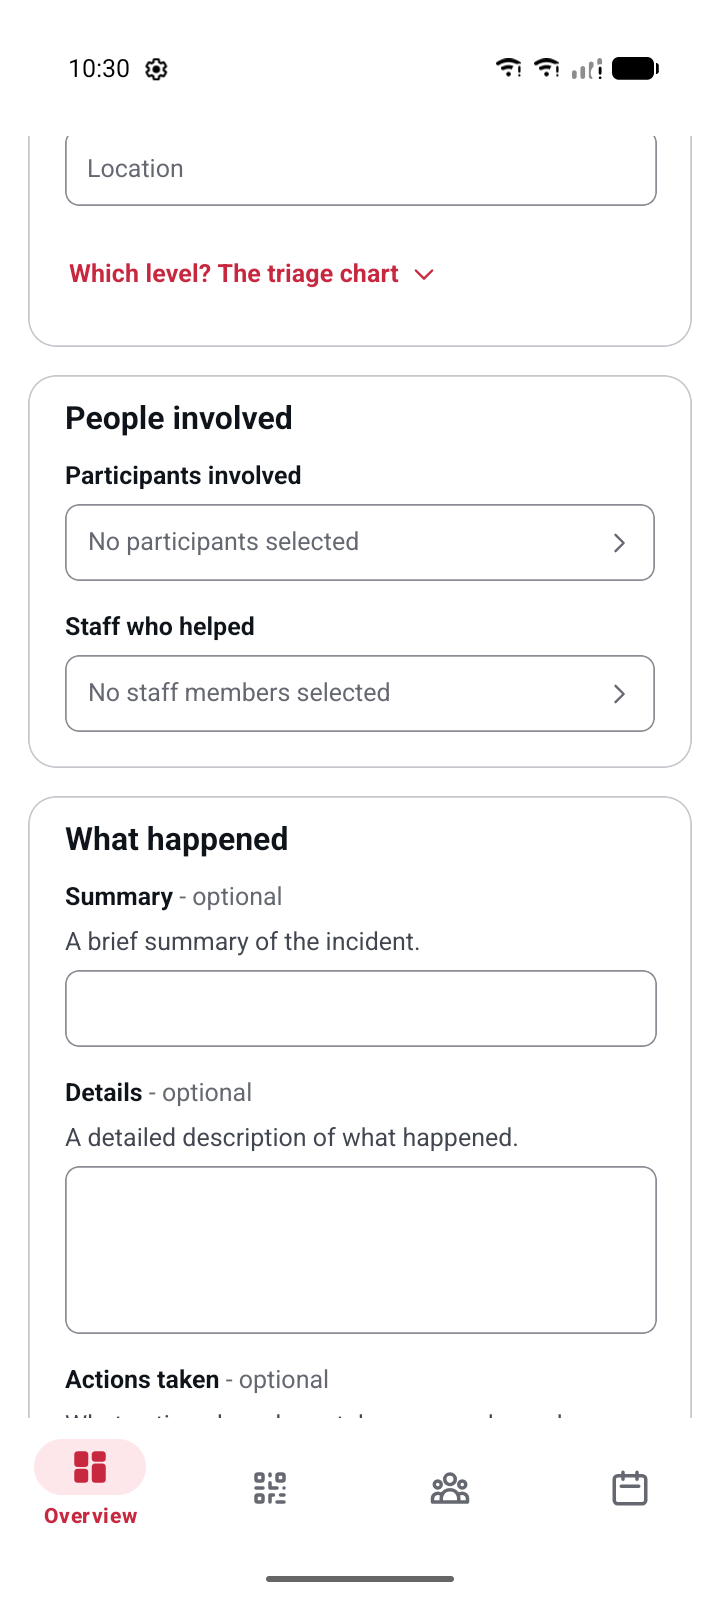 10:30
Location
Which level? The triage chart
People involved
Participants involved
No participants selected
Staff who helped
No staff members selected
What happened
Summary - optional
A brief summary of the incident.
Details - optional
A detailed description of what happened.
Actions taken - optional
Overview